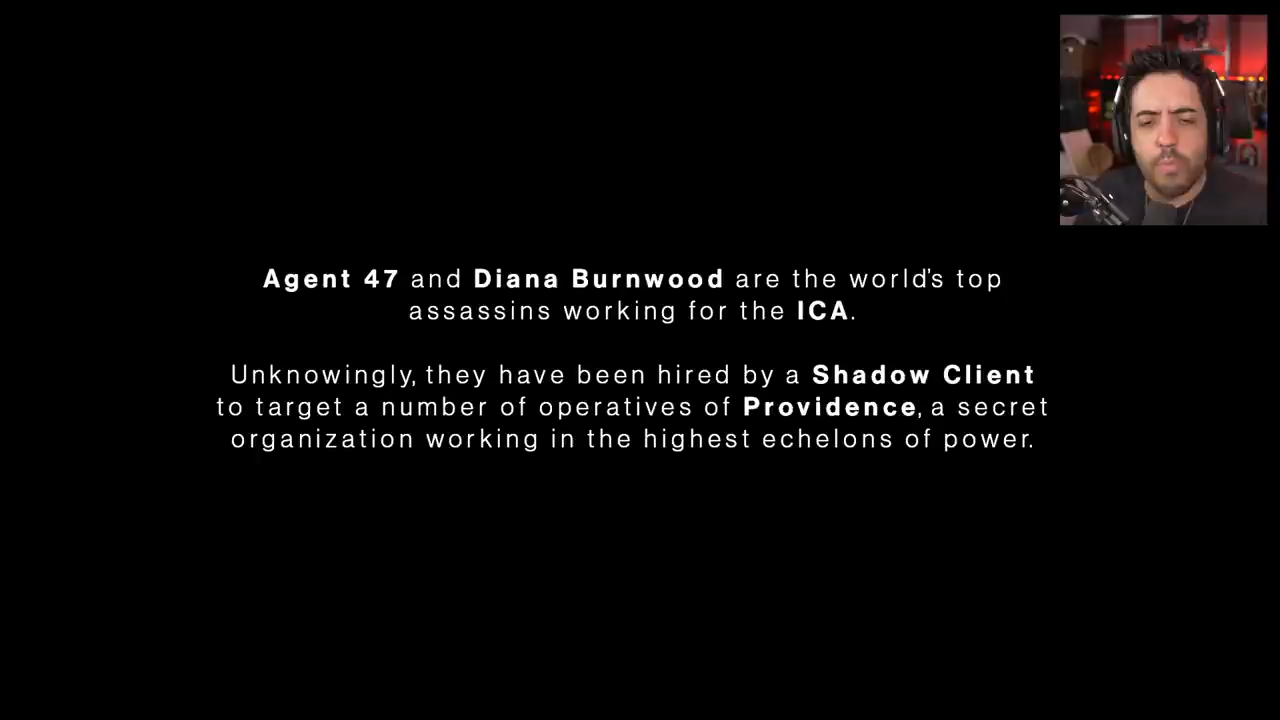 Agent 47 and Diana Burnwood are the world's top
assassins working for the ICA.
Unknowingly, they have been hired by a Shadow Client
to target a number of operatives of Providence, a secret
organization working in the highest echelons of power.